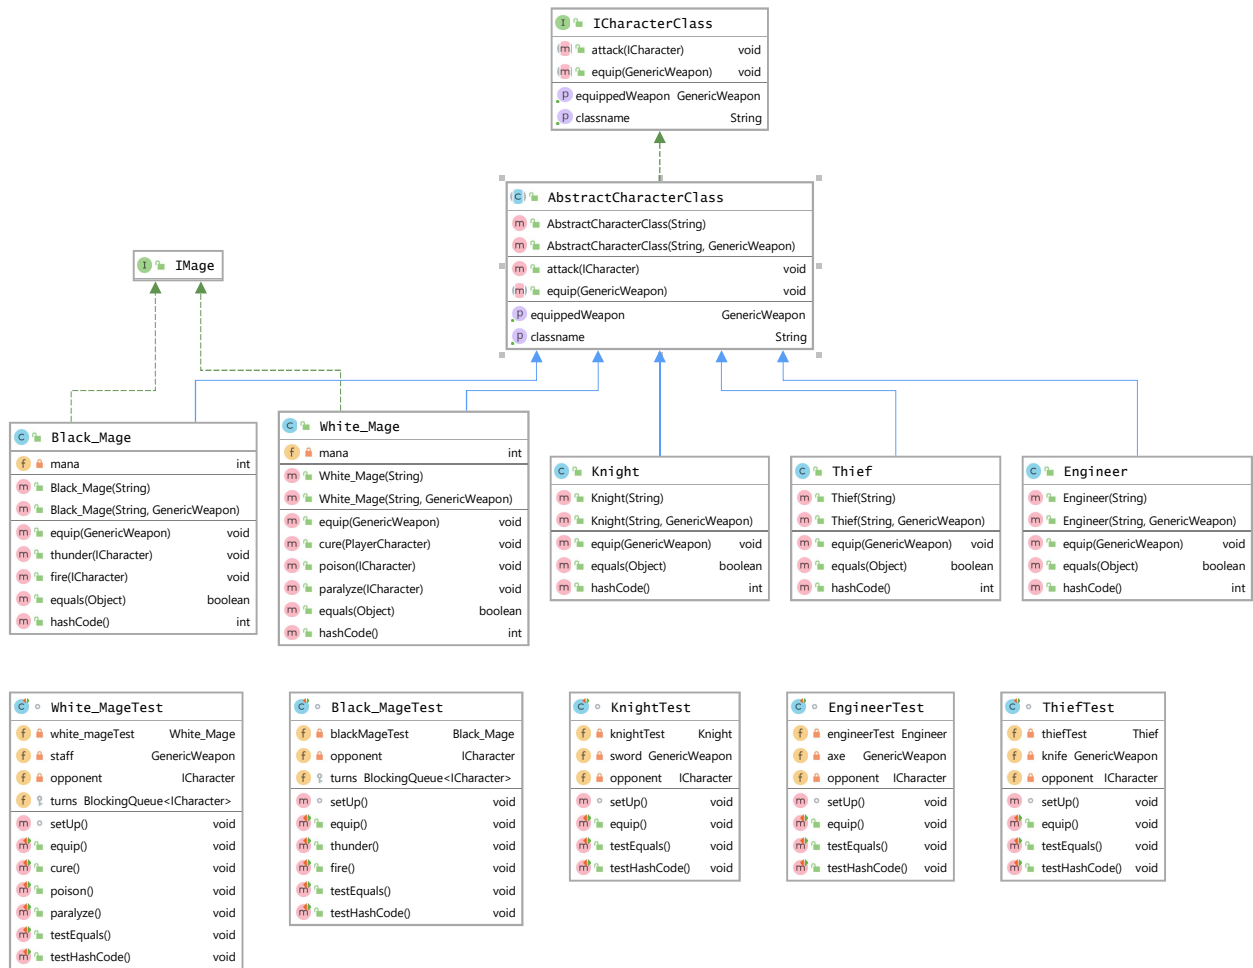 ICharacterClass
attack(ICharacter) void
equip(GenericWeapon) void
equippedWeapon GenericWeapon
classname String
AbstractCharacterClass
AbstractCharacterClass(String)
AbstractCharacterClass(String, GenericWeapon)
attack(ICharacter) void
equip(GenericWeapon) void
equippedWeapon GenericWeapon
classname String
IMage
Black_Mage
mana int
Black_Mage(String)
Black_Mage(String, GenericWeapon)
equip(GenericWeapon) void
thunder(ICharacter) void
fire(ICharacter) void
equals(Object) boolean
hashCode() int
White_Mage
mana int
White_Mage(String)
White_Mage(String, GenericWeapon)
equip(GenericWeapon) void
cure(PlayerCharacter) void
poison(ICharacter) void
paralyze(ICharacter) void
equals(Object) boolean
hashCode() int
Knight
Knight(String)
Knight(String, GenericWeapon)
equip(GenericWeapon) void
equals(Object) boolean
hashCode() int
Thief
Thief(String)
Thief(String, GenericWeapon)
equip(GenericWeapon) void
equals(Object) boolean
hashCode() int
Engineer
Engineer(String)
Engineer(String, GenericWeapon)
equip(GenericWeapon) void
equals(Object) boolean
hashCode() int
White_MageTest
white_mageTest White_Mage
staff GenericWeapon
opponent ICharacter
turns BlockingQueue<ICharacter>
setUp() void
equip() void
cure() void
poison() void
paralyze() void
testEquals() void
testHashCode() void
Black_MageTest
blackMageTest Black_Mage
opponent ICharacter
turns BlockingQueue<ICharacter>
setUp() void
equip() void
thunder() void
fire() void
testEquals() void
testHashCode() void
KnightTest
knightTest Knight
sword GenericWeapon
opponent ICharacter
setUp() void
equip() void
testEquals() void
testHashCode() void
EngineerTest
engineerTest Engineer
axe GenericWeapon
opponent ICharacter
setUp() void
equip() void
testEquals() void
testHashCode() void
ThiefTest
thiefTest Thief
knife GenericWeapon
opponent ICharacter
setUp() void
equip() void
testEquals() void
testHashCode() void